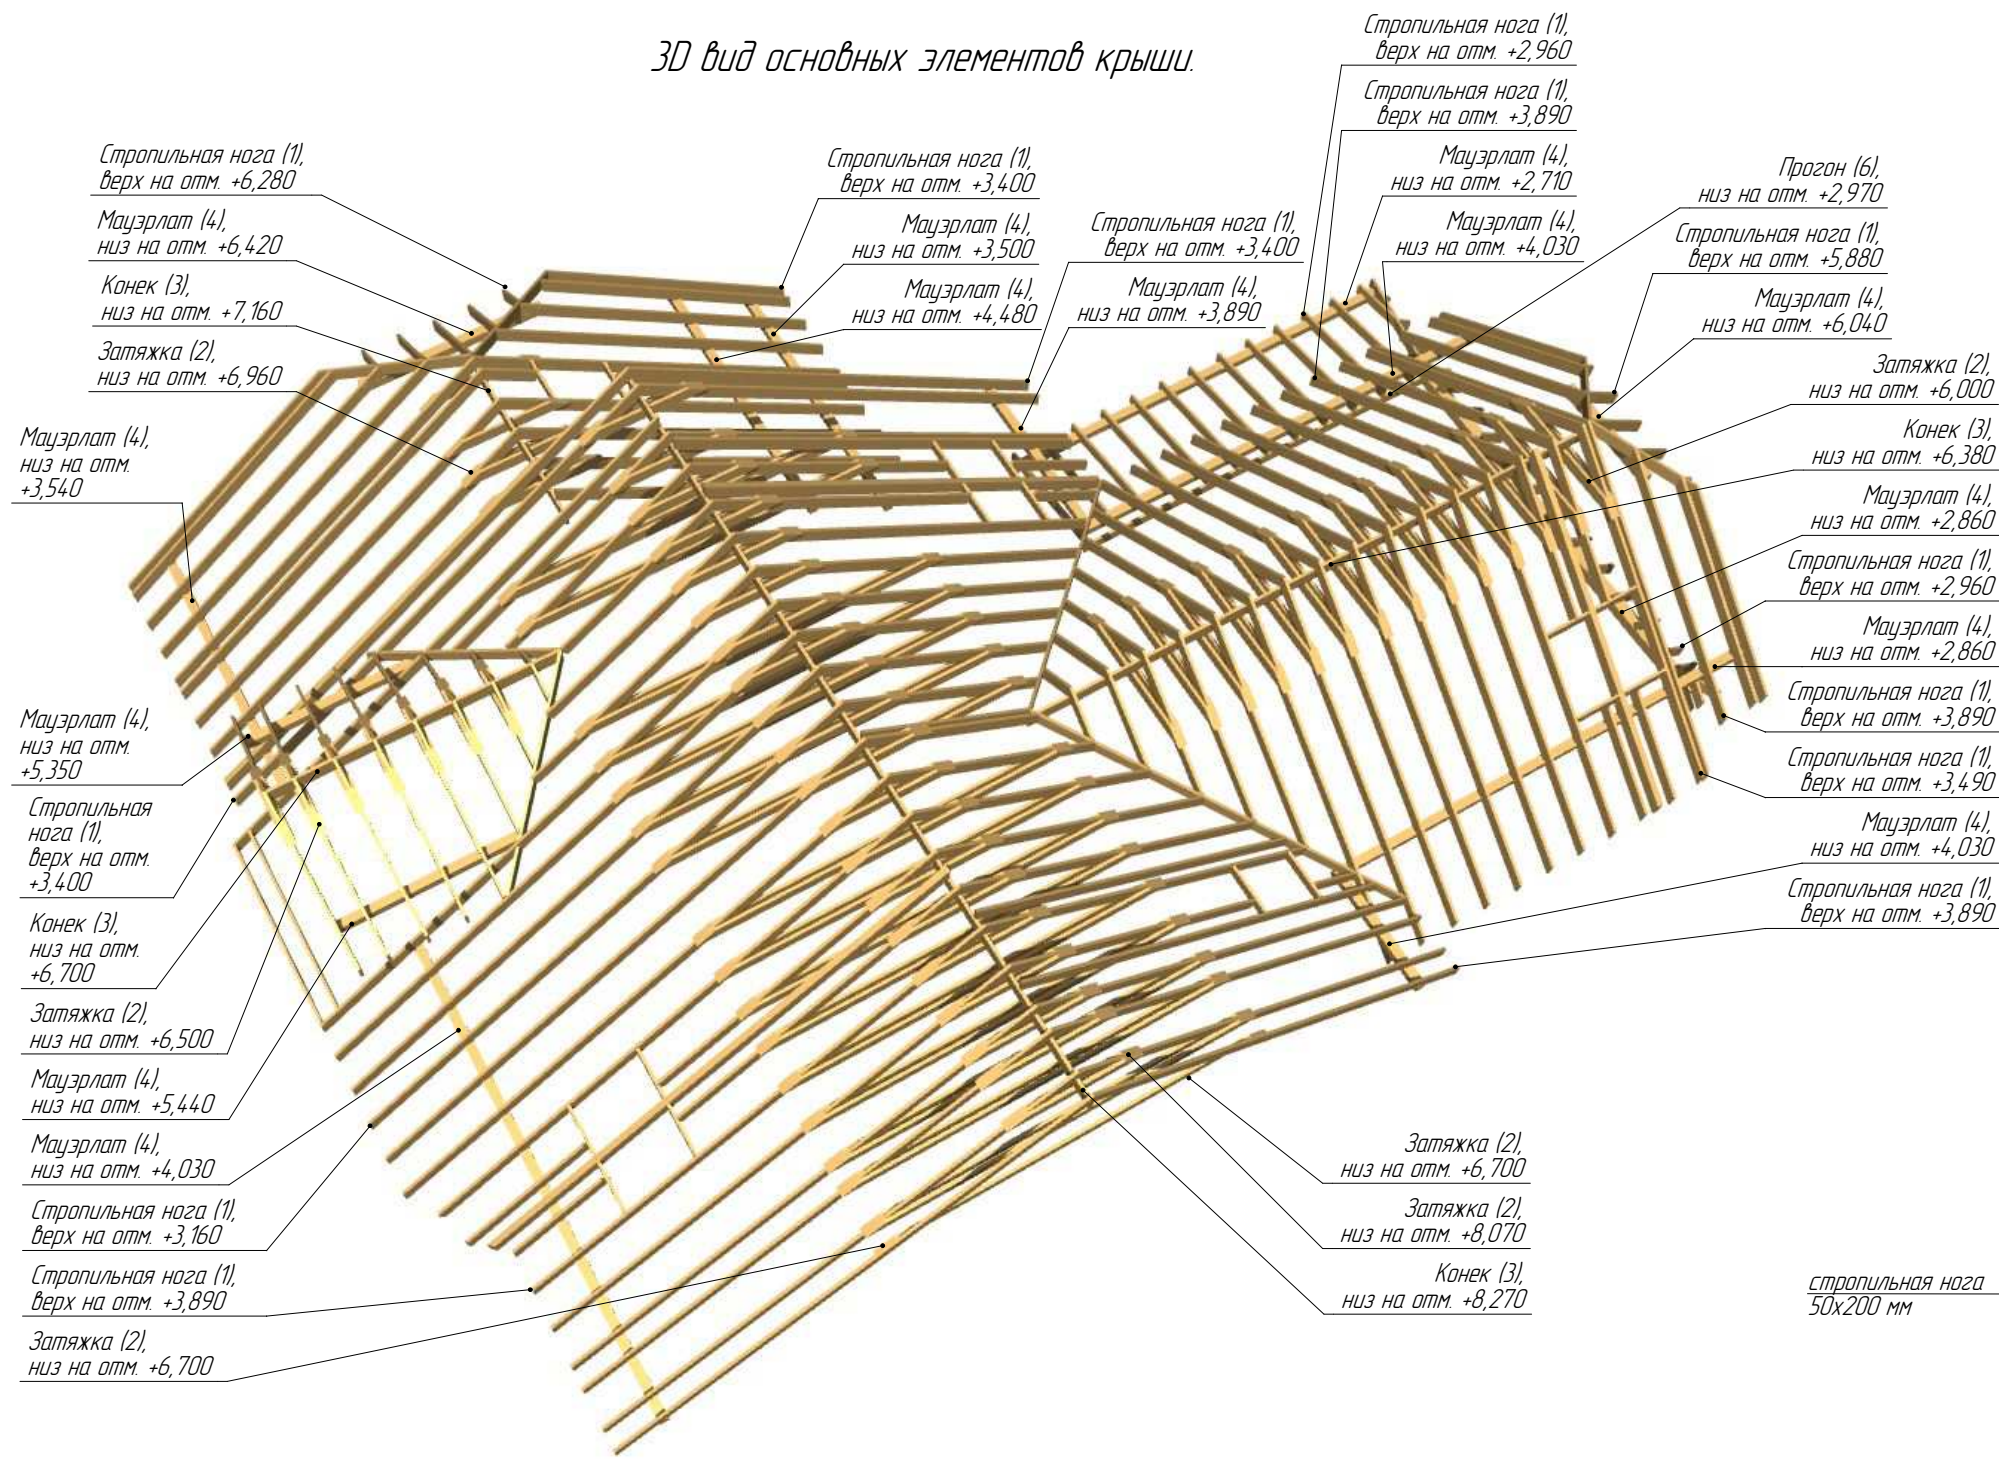 3D вид основных элементов крыши.
Стропильная нога (1),
верх на отм. +6,280
Мауэрлат (4),
низ на отм. +6,420
Конек (3),
низ на отм. +7,160
Затяжка (2),
низ на отм. +6,960
Мауэрлат (4),
низ на отм.
+3,540
Мауэрлат (4),
низ на отм.
+5,350
Стропильная
нога (1),
верх на отм.
+3,400
Конек (3),
низ на отм.
+6,700
Затяжка (2),
низ на отм. +6,500
Мауэрлат (4),
низ на отм. +5,440
Мауэрлат (4),
низ на отм. +4,030
Стропильная нога (1),
верх на отм. +3,160
Стропильная нога (1),
верх на отм. +3,890
Затяжка (2),
низ на отм. +6,700
Стропильная нога (1),
верх на отм. +3,400
Мауэрлат (4),
низ на отм. +3,500
Мауэрлат (4),
низ на отм. +4,480
Стропильная нога (1),
верх на отм. +3,400
Мауэрлат (4),
низ на отм. +3,890
Стропильная нога (1),
верх на отм. +2,960
Стропильная нога (1),
верх на отм. +3,890
Мауэрлат (4),
низ на отм. +2,710
Мауэрлат (4),
низ на отм. +4,030
Прогон (6),
низ на отм. +2,970
Стропильная нога (1),
верх на отм. +5,880
Мауэрлат (4),
низ на отм. +6,040
Затяжка (2),
низ на отм. +6,000
Конек (3),
низ на отм. +6,380
Мауэрлат (4),
низ на отм. +2,860
Стропильная нога (1),
верх на отм. +2,960
Мауэрлат (4),
низ на отм. +2,860
Стропильная нога (1),
верх на отм. +3,890
Стропильная нога (1),
верх на отм. +3,490
Мауэрлат (4),
низ на отм. +4,030
Стропильная нога (1),
верх на отм. +3,890
Затяжка (2),
низ на отм. +6,700
Затяжка (2),
низ на отм. +8,070
Конек (3),
низ на отм. +8,270
стропильная нога
50х200 мм